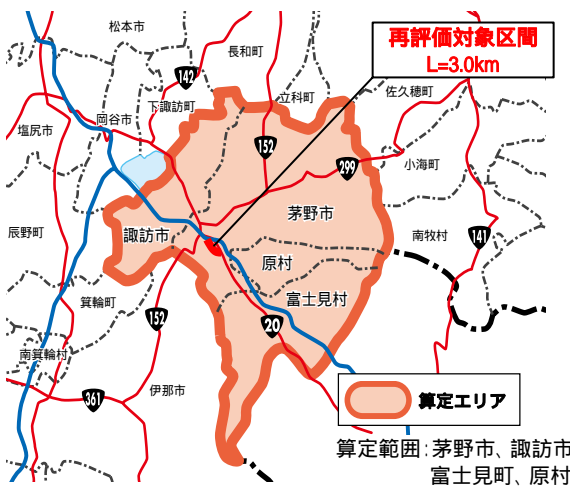 松本市
長和町
再評価対象区間
L=3.0km
142
立科町
佐久穂町
下諏訪町
岡谷市
塩尻市
152
299
小海町
茅野市
諏訪市
辰野町
南牧村
141
原村
箕輪町
富士見村
152
20
南箕輪村
伊那市
361
算定エリア
算定範囲:茅野市、諏訪市
富士見町、原村